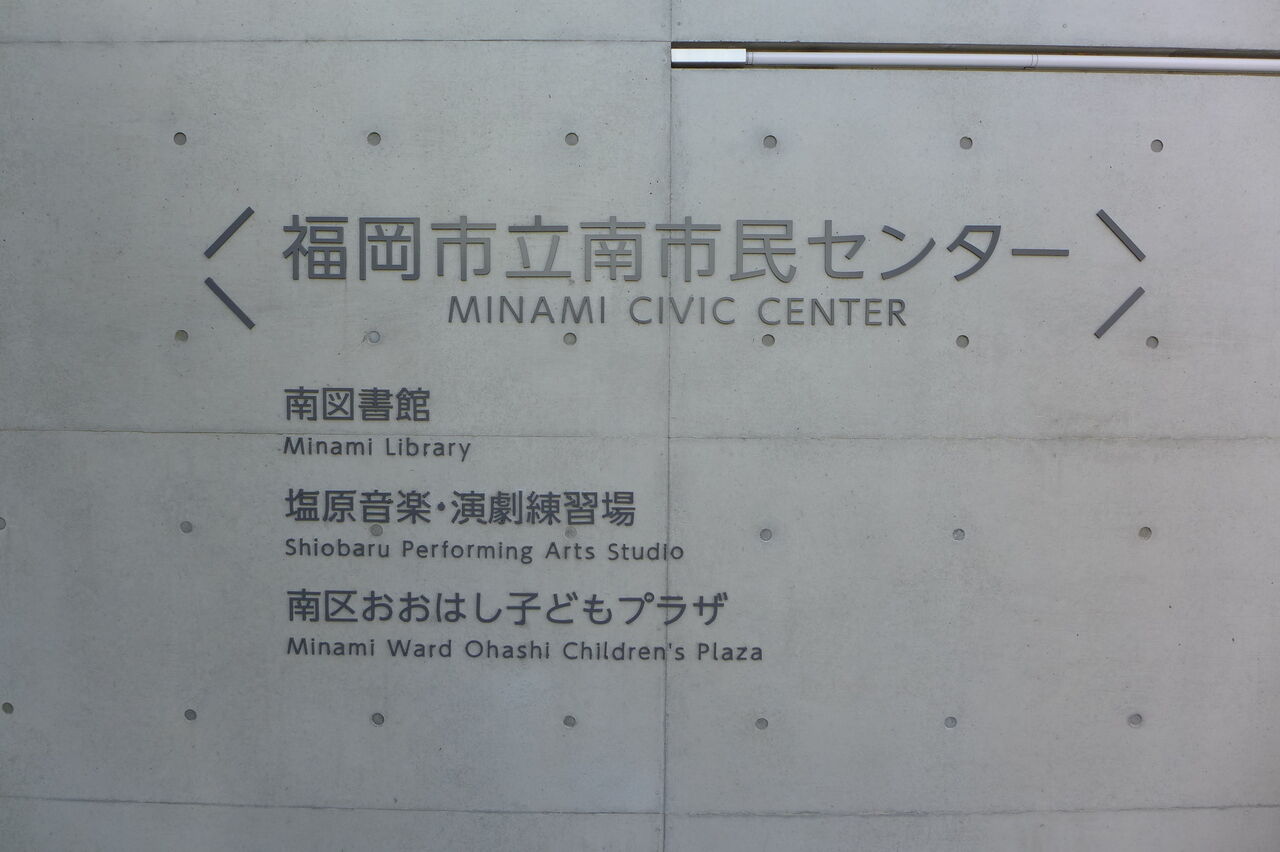 福岡市立南市民センター
MINAMI CIVIC CENTER
南図書館
Minami Library
塩原音楽・演劇練習場
Shiobaru Performing Arts Studio
南区おおはし子どもプラザ
Minami Ward Ohashi Children's Plaza